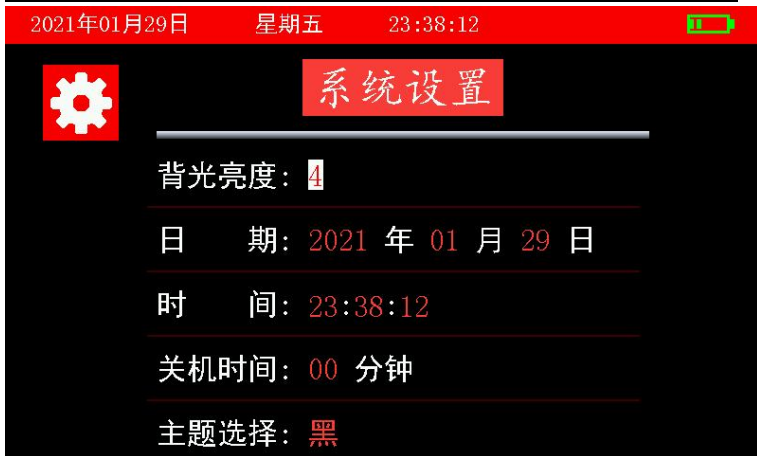 2021年01月29日 星期五 23:38:12
系统设置
背光亮度: 4
日 期: 2021 年 01 月 29 日
时 间: 23:38:12
关机时间: 00 分钟
主题选择: 黑